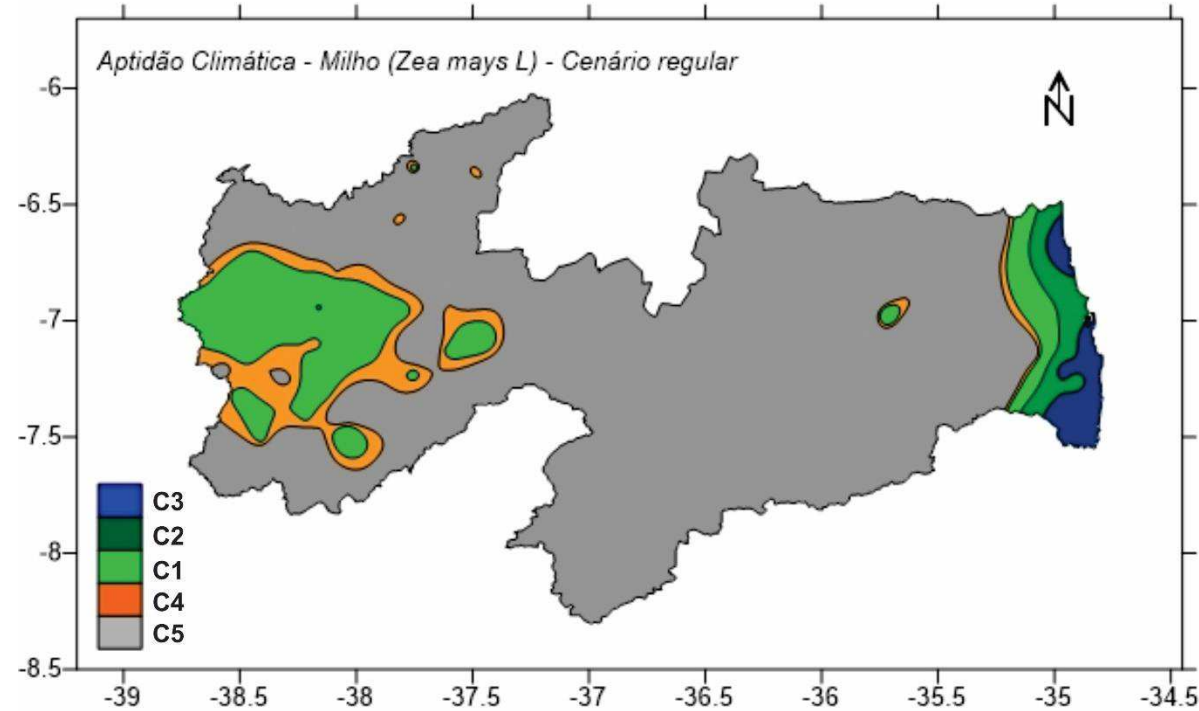 Aptidão Climática - Milho (Zea mays L) - Cenário regular
N
-6
-6.5
-7
-7.5
-8
-8.5
C3
C2
C1
C4
C5
-39 -38.5 -38 -37.5 -37 -36.5 -36 -35.5 -35 -34.5